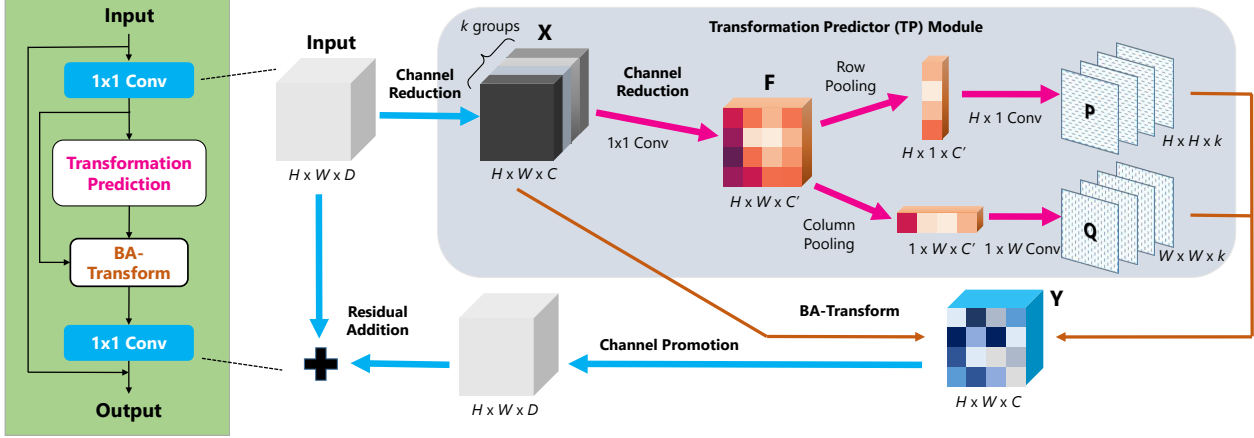 Input
1x1 Conv
Transformation
Prediction
BA-
Transform
1x1 Conv
Output
Input
H x W x D
Channel
Reduction
Transformation Predictor (TP) Module
k groups
X
H x W x C
Channel
Reduction
1x1 Conv
F
H x W x C'
Row
Pooling
H x 1 x C'
H x 1 Conv
P
H x H x k
Column
Pooling
1 x W x C'
1 x W Conv
Q
W x W x k
Residual
Addition
H x W x D
Channel Promotion
BA-Transform
Y
H x W x C